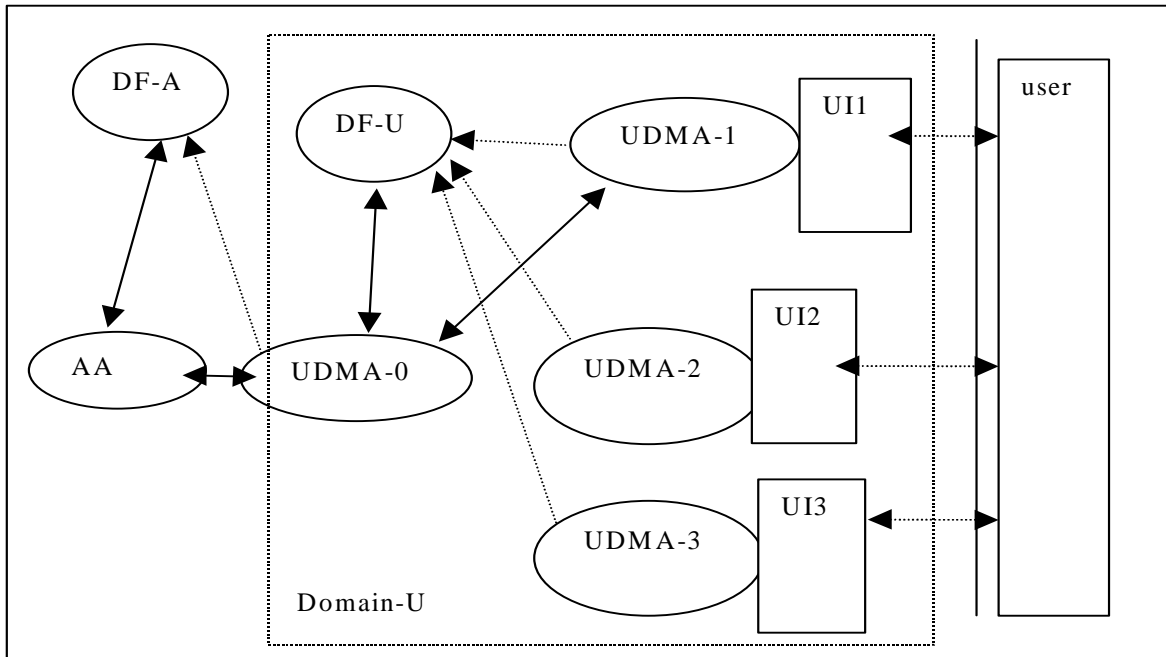 DF-A
DF-U
UDMA-1
UI1
user
AA
UDMA-0
UDMA-2
UI2
UDMA-3
UI3
Domain-U